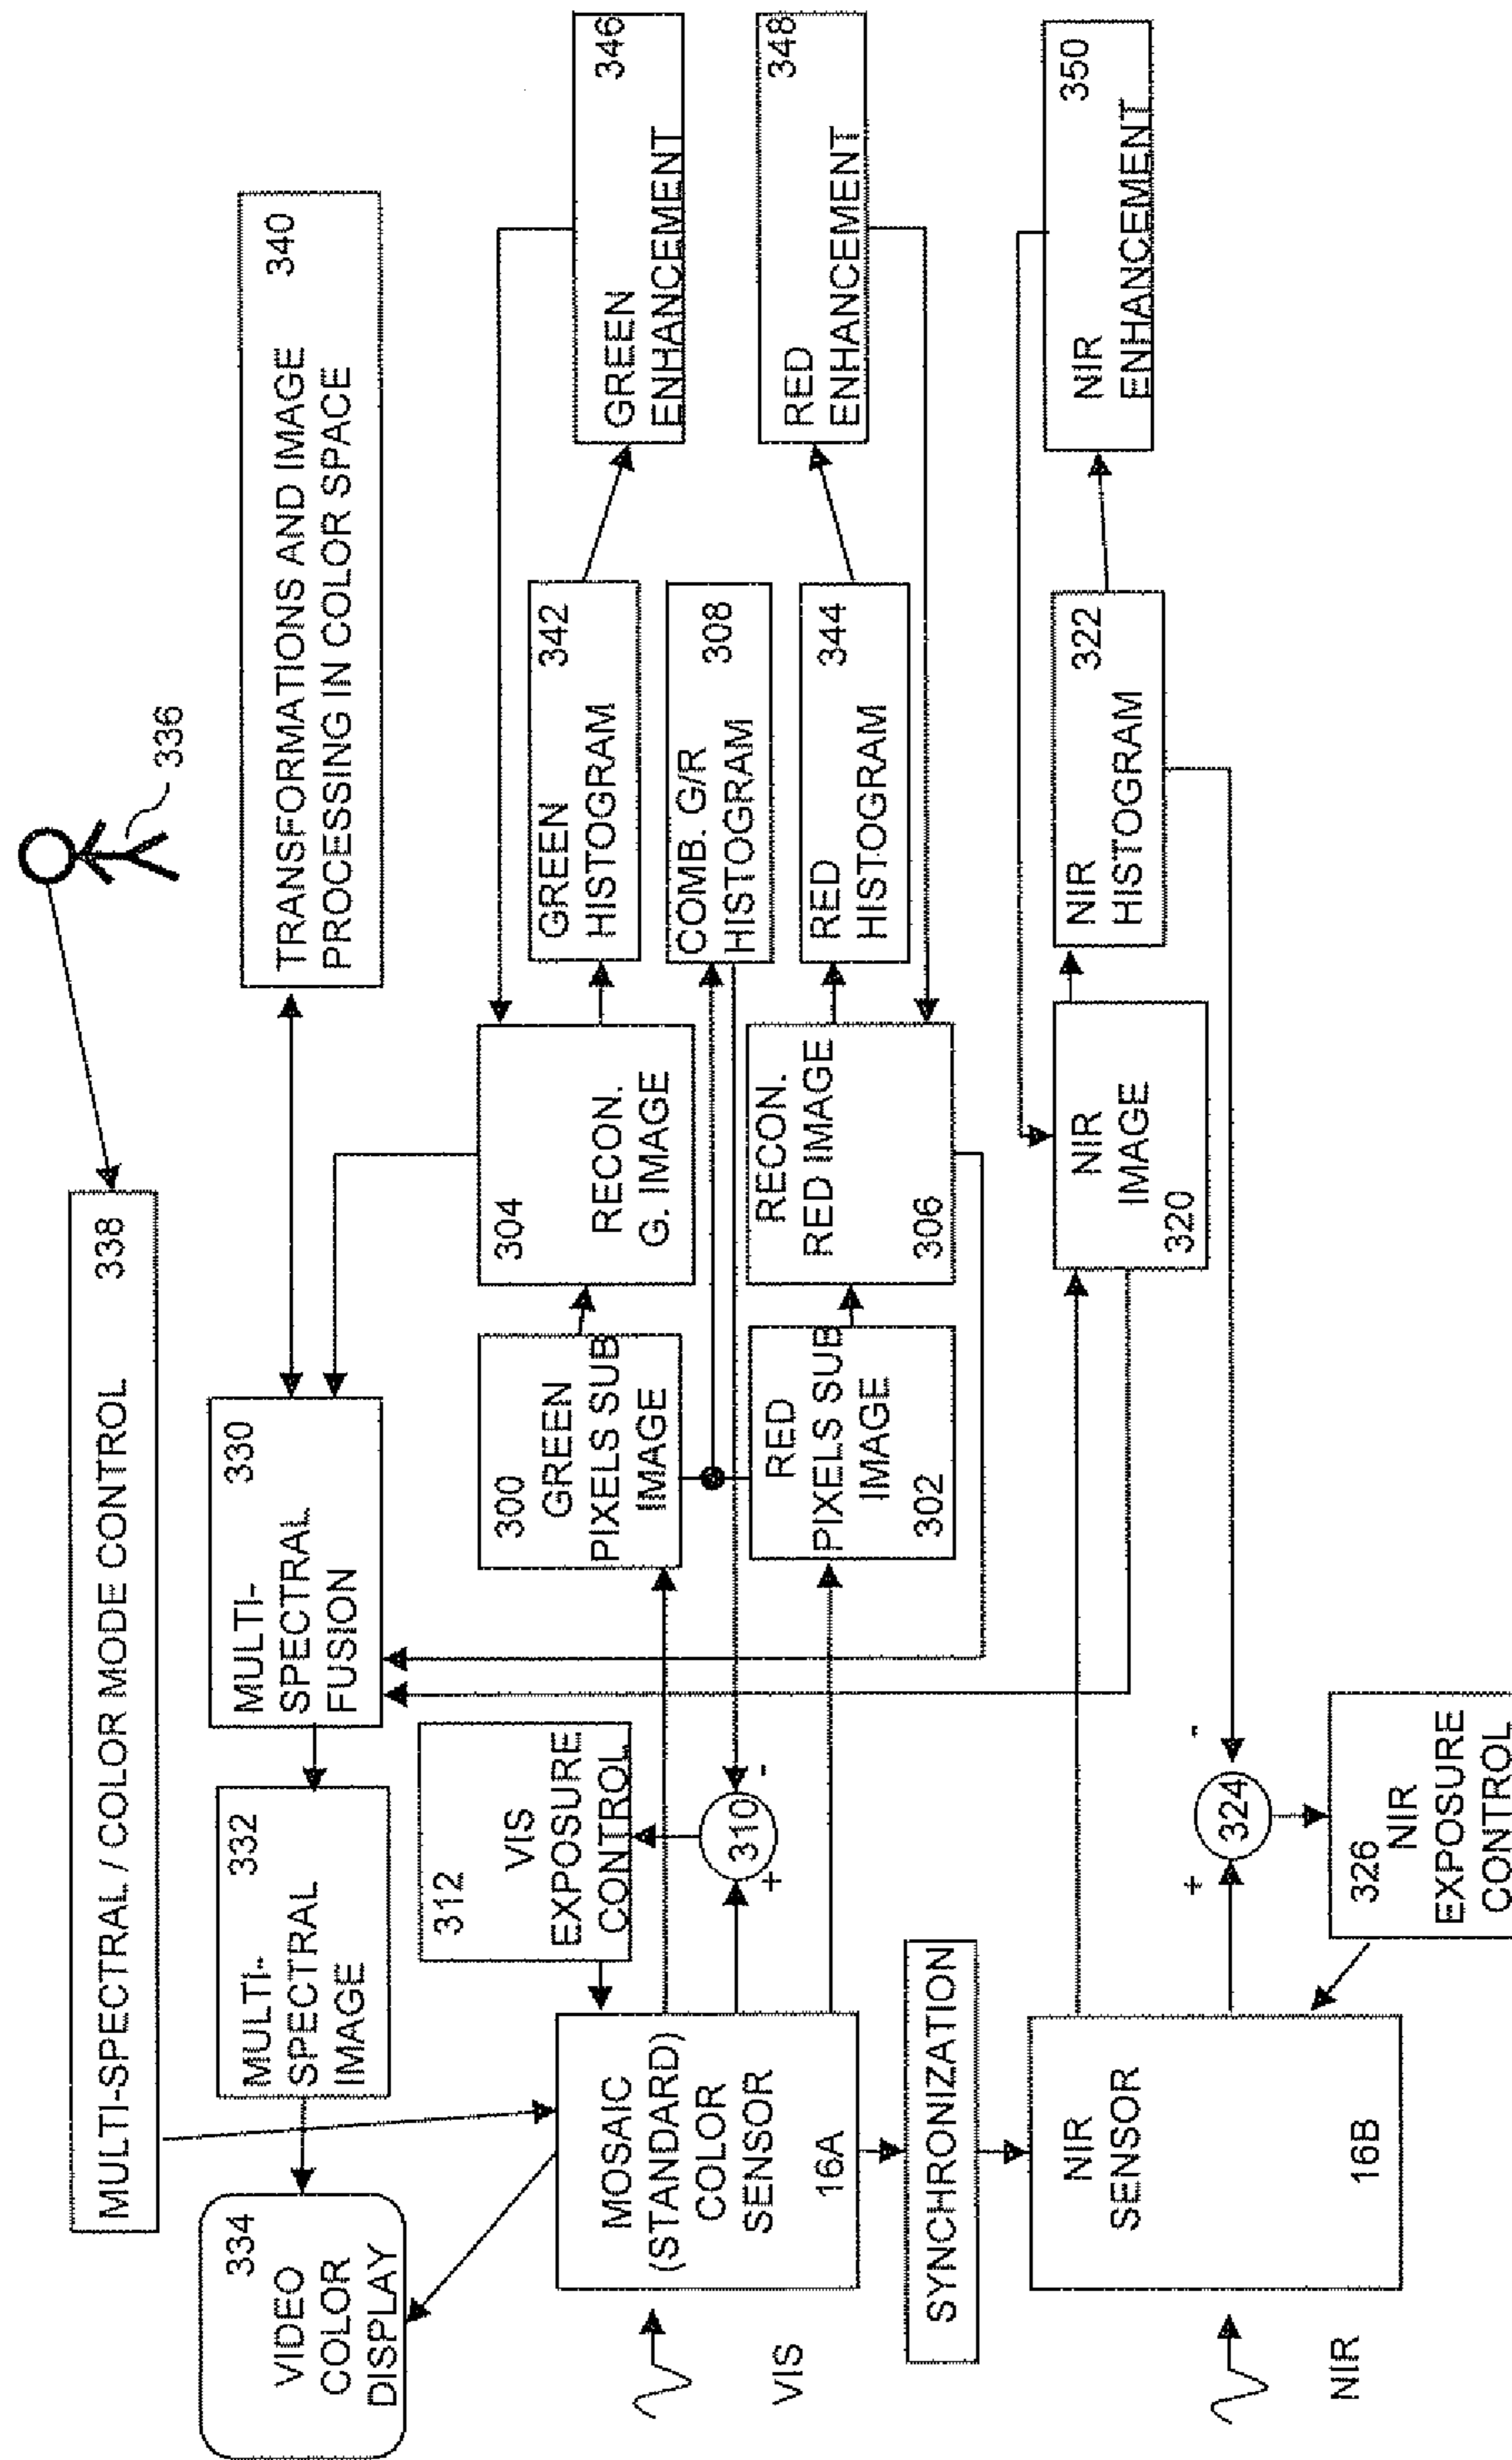 336
MULTI-SPECTRAL / COLOR MODE CONTROL 338
334
VIDEO
COLOR
DISPLAY
332
MULTI-
SPECTRAL
IMAGE
330
MULTI-
SPECTRAL
FUSION
TRANSFORMATIONS AND IMAGE 340
PROCESSING IN COLOR SPACE
312
VIS
EXPOSURE
CONTROL
300
GREEN
PIXELS SUB
IMAGE
304
RECON.
G. IMAGE
GREEN 342
HISTOGRAM
346
GREEN
ENHANCEMENT
VIS
MOSAIC
(STANDARD)
COLOR
SENSOR
16A
310
+
-
COMB. G/R
HISTOGRAM 308
RED
PIXELS SUB
IMAGE
302
RECON.
RED IMAGE
306
RED 344
HISTOGRAM
348
RED
ENHANCEMENT
SYNCHRONIZATION
NIR
NIR
SENSOR
16B
NIR
IMAGE
320
NIR 322
HISTOGRAM
350
NIR
ENHANCEMENT
+
324
-
326
NIR
EXPOSURE
CONTROL